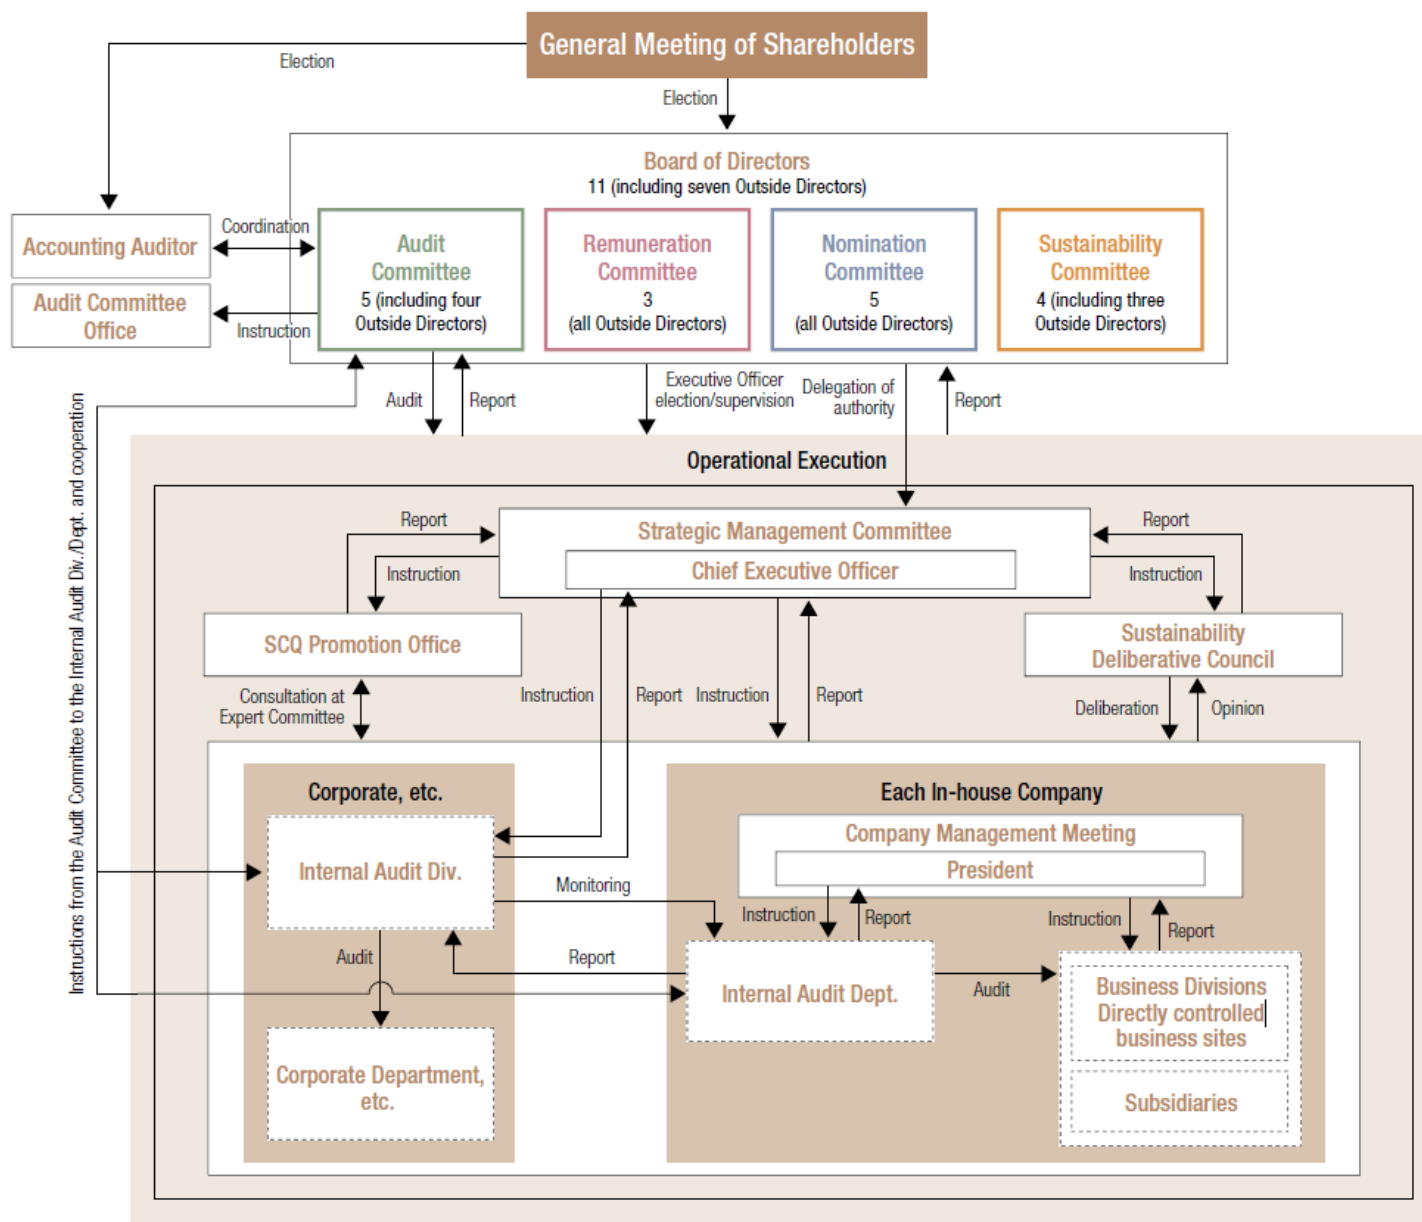 General Meeting of Shareholders
Election
Election
Board of Directors
11 (including seven Outside Directors)
Accounting Auditor
Coordination
Audit Committee
Office
Instruction
Audit
Committee
5 (including four
Outside Directors)
Remuneration
Committee
3
(all Outside Directors)
Nomination
Committee
5
(all Outside Directors)
Sustainability
Committee
4 (including three
Outside Directors)
Audit
Report
Executive Officer
election/supervision
Delegation of
authority
Report
Instructions from the Audit Committee to the Internal Audit Div./Dept. and cooperation
Operational Execution
Strategic Management Committee
Chief Executive Officer
Report
Instruction
Report
Instruction
SCQ Promotion Office
Sustainability
Deliberative Council
Consultation at
Expert Committee
Instruction
Report
Instruction
Report
Deliberation
Opinion
Corporate, etc.
Internal Audit Div.
Audit
Corporate Department,
etc.
Monitoring
Report
Each In-house Company
Company Management Meeting
President
Instruction
Report
Instruction
Report
Internal Audit Dept.
Audit
Business Divisions
Directly controlled
business sites
Subsidiaries